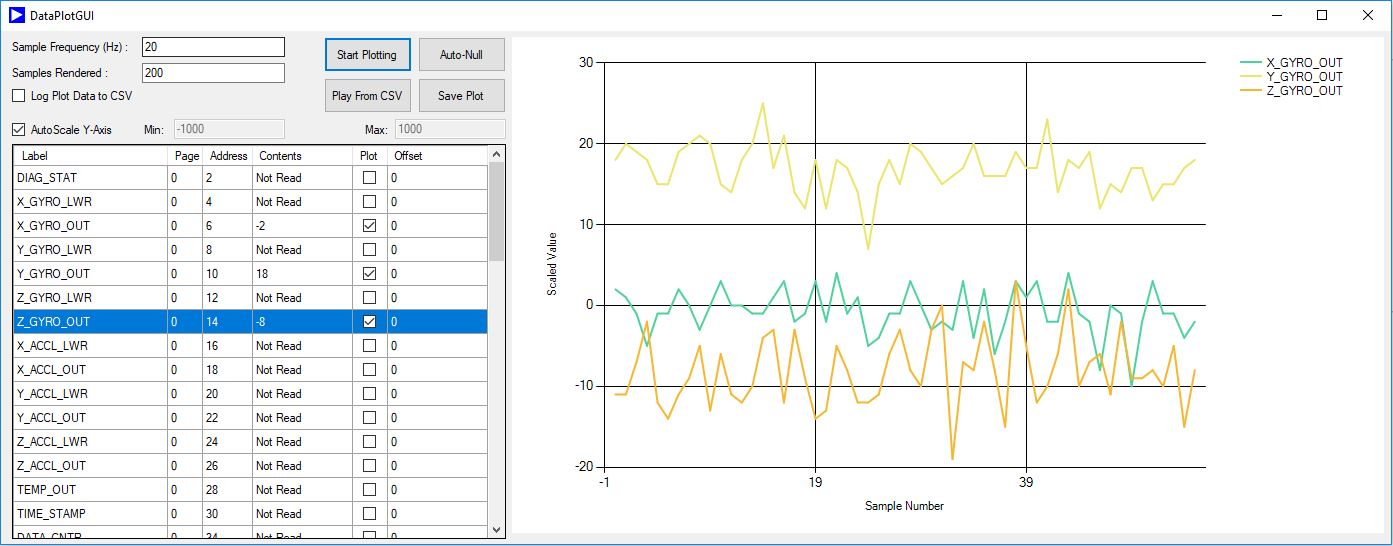 DataPlotGUI
Sample Frequency (Hz) : 20
Samples Rendered : 200
Log Plot Data to CSV
Start Plotting Auto-Null
Play From CSV Save Plot
AutoScale Y-Axis Min: -1000 Max: 1000
Label Page Address Contents Plot Offset
DIAG_STAT 0 2 Not Read 0
X_GYRO_LWR 0 4 Not Read 0
X_GYRO_OUT 0 6 -2 0
Y_GYRO_LWR 0 8 Not Read 0
Y_GYRO_OUT 0 10 18 0
Z_GYRO_LWR 0 12 Not Read 0
Z_GYRO_OUT 0 14 -8 0
X_ACCL_LWR 0 16 Not Read 0
X_ACCL_OUT 0 18 Not Read 0
Y_ACCL_LWR 0 20 Not Read 0
Y_ACCL_OUT 0 22 Not Read 0
Z_ACCL_LWR 0 24 Not Read 0
Z_ACCL_OUT 0 26 Not Read 0
TEMP_OUT 0 28 Not Read 0
TIME_STAMP 0 30 Not Read 0
DATA_CNTR 0 34 Not Read 0
30
20
10
0
-10
-20
Scaled Value
-1 19 39
Sample Number
X_GYRO_OUT
Y_GYRO_OUT
Z_GYRO_OUT